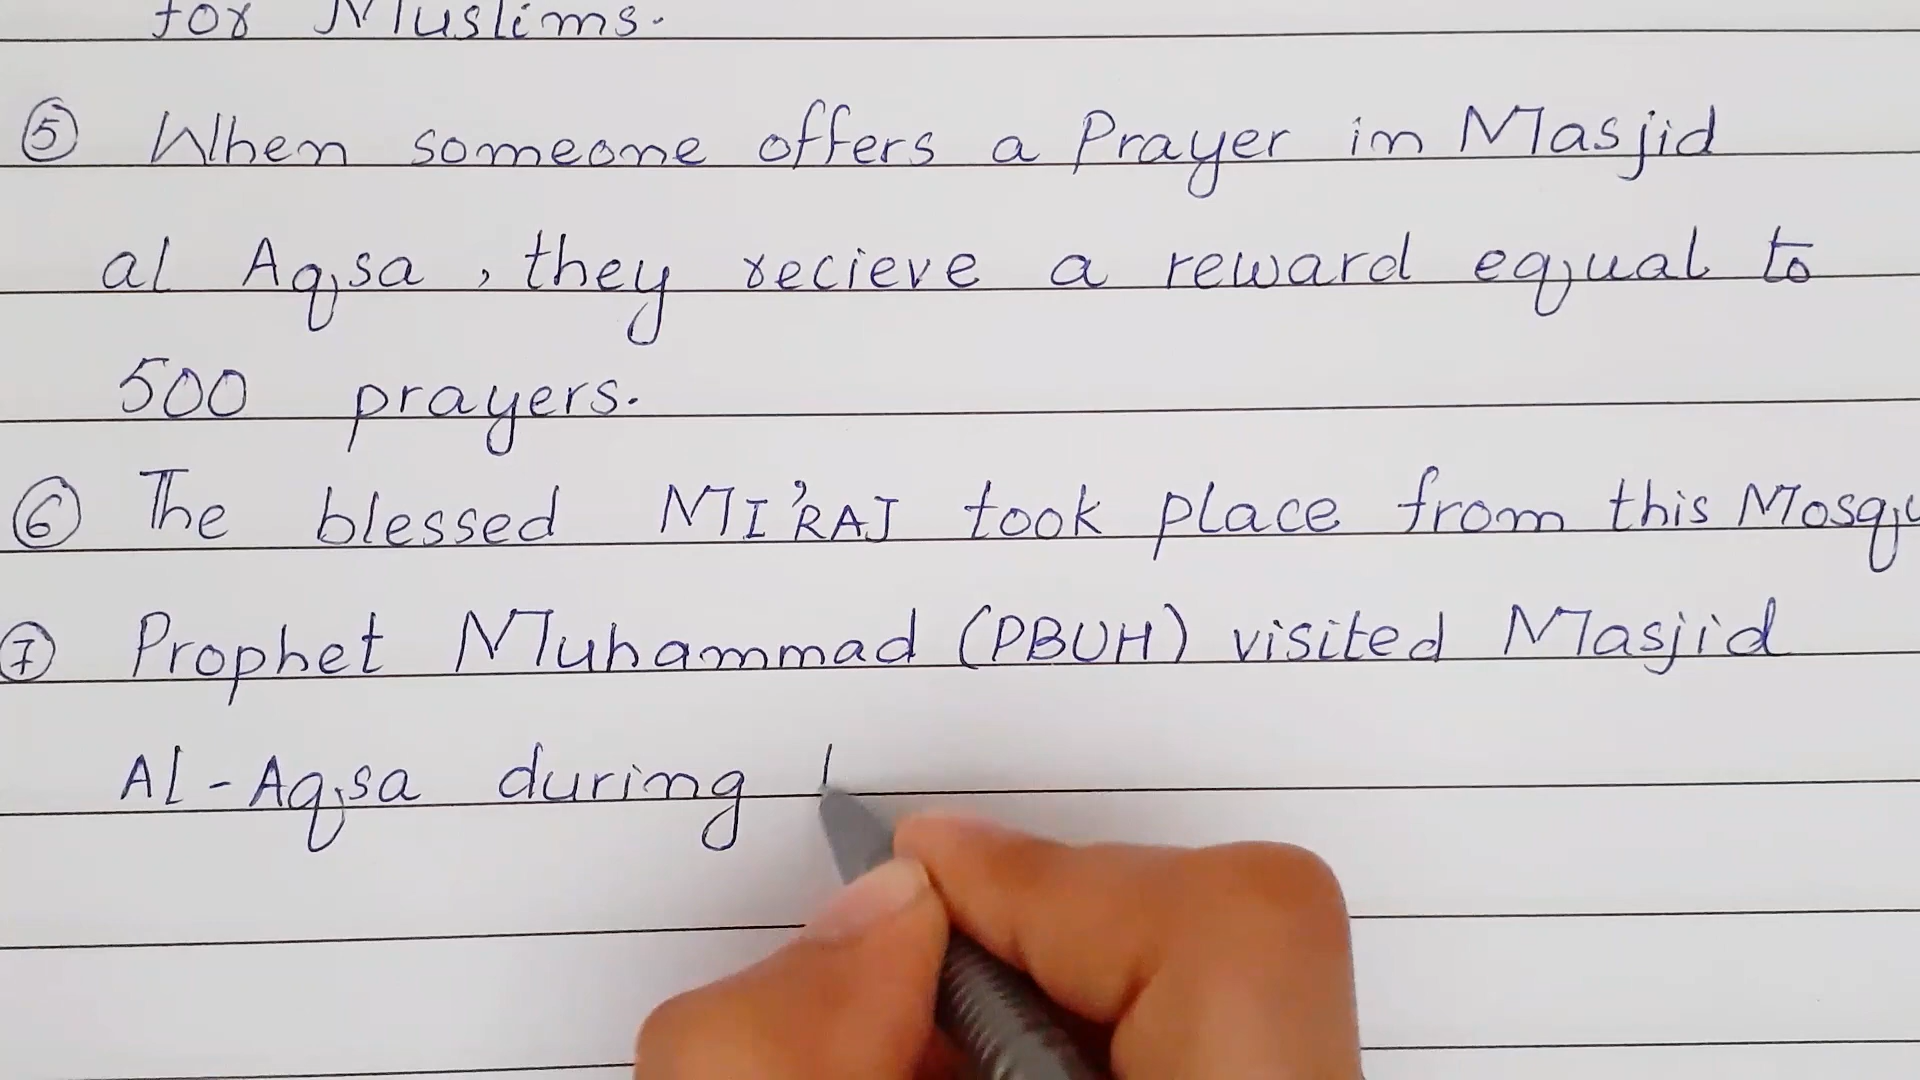 for Muslims.
⑤ When someone offers a Prayer in Masjid
al Aqsa, they recieve a reward equal to
500 prayers.
⑥ The blessed MI'RAJ took place from this Mosqu
⑦ Prophet Muhammad (PBUH) visited Masjid
Al-Aqsa during